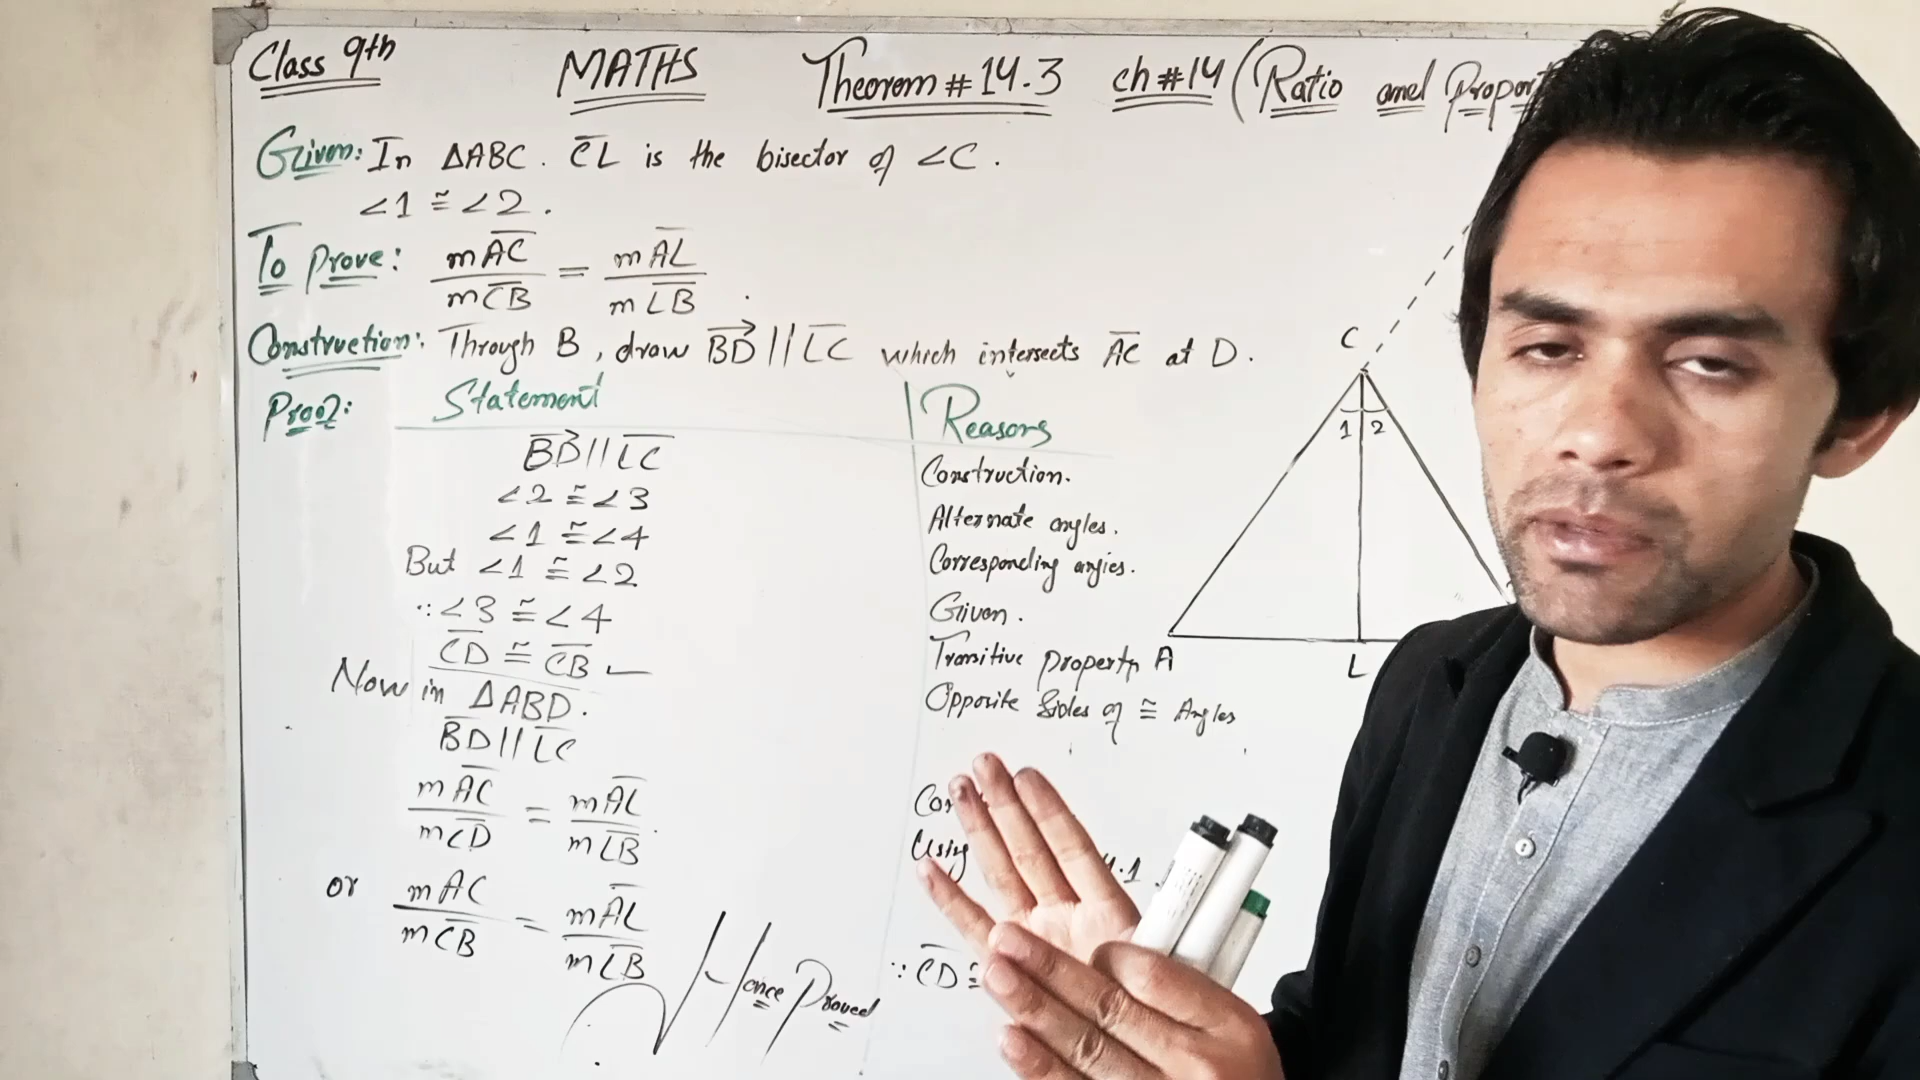 Class 9th MATHS Theorem # 14.3 ch # 14 (Ratio and
Given: In ΔABC. CL is the bisector of ∠C.
∠1 ≅ ∠2.
To Prove: mAC/mCB = mAL/mLB
Construction: Through B, draw BD || LC which intersects AC at D.
Proof: Statement Reasons
BD || LC Construction.
∠2 ≅ ∠3 Alternate angles.
∠1 ≅ ∠4 Corresponding angles.
But ∠1 ≅ ∠2 Given.
∴ ∠3 ≅ ∠4 Transitive property
CD ≅ CB Opposite Sides of ≅ Angles
Now in ΔABD.
BD || LC
mAC/mCD = mAL/mLB. Using
or mAC/mCB = mAL/mLB ∵ CD ≅
Hence Proved
C
1 2
A L